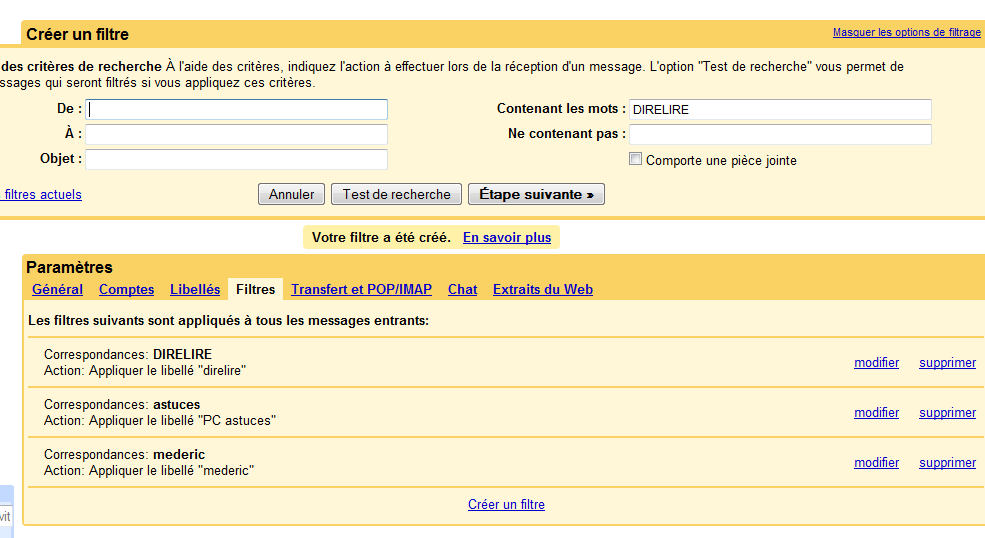 Créer un filtre
Masquer les options de filtrage
des critères de recherche À l'aide des critères, indiquez l'action à effectuer lors de la réception d'un message. L'option "Test de recherche" vous permet de
ssages qui seront filtrés si vous appliquez ces critères.
De :
Contenant les mots : DIRELIRE
À :
Ne contenant pas :
Objet :
Comporte une pièce jointe
filtres actuels
Annuler
Test de recherche
Étape suivante »
Votre filtre a été créé. En savoir plus
Paramètres
Général Comptes Libellés Filtres Transfert et POP/IMAP Chat Extraits du Web
Les filtres suivants sont appliqués à tous les messages entrants:
Correspondances: DIRELIRE
Action: Appliquer le libellé "direlire"
modifier supprimer
Correspondances: astuces
Action: Appliquer le libellé "PC astuces"
modifier supprimer
Correspondances: mederic
Action: Appliquer le libellé "mederic"
modifier supprimer
Créer un filtre
vit